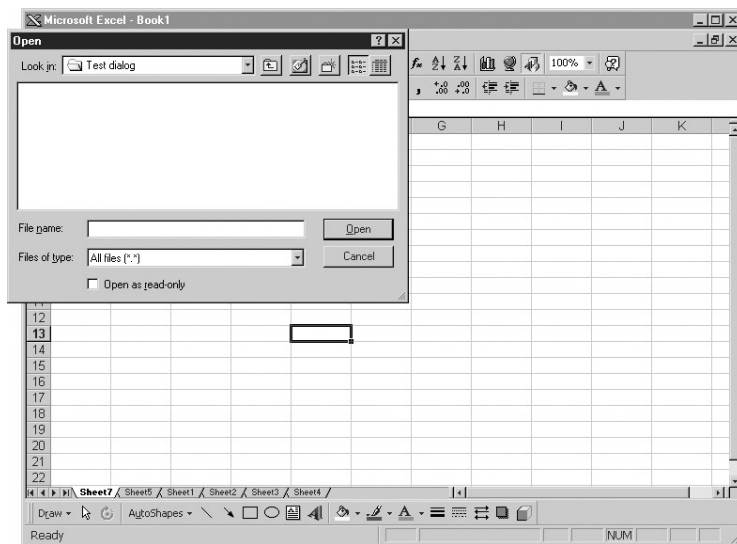 Microsoft Excel - Book1
Open
Look in: Test dialog
100%
G H I J K
File name:
Open
Files of type: All files (*.*)
Cancel
Open as read-only
12
13
14
15
16
17
18
19
20
21
22
Sheet7 Sheet5 Sheet1 Sheet2 Sheet3 Sheet4
Draw AutoShapes
Ready NUM